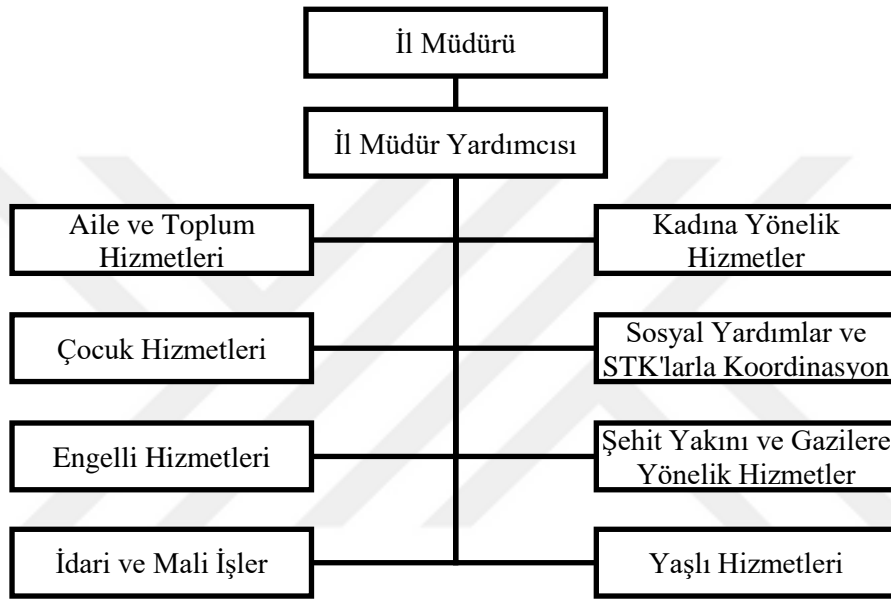 İl Müdürü
İl Müdür Yardımcısı
Aile ve Toplum
Hizmetleri
Kadına Yönelik
Hizmetler
Çocuk Hizmetleri
Sosyal Yardımlar ve
STK'larla Koordinasyon
Engelli Hizmetleri
Şehit Yakını ve Gazilere
Yönelik Hizmetler
İdari ve Mali İşler
Yaşlı Hizmetleri